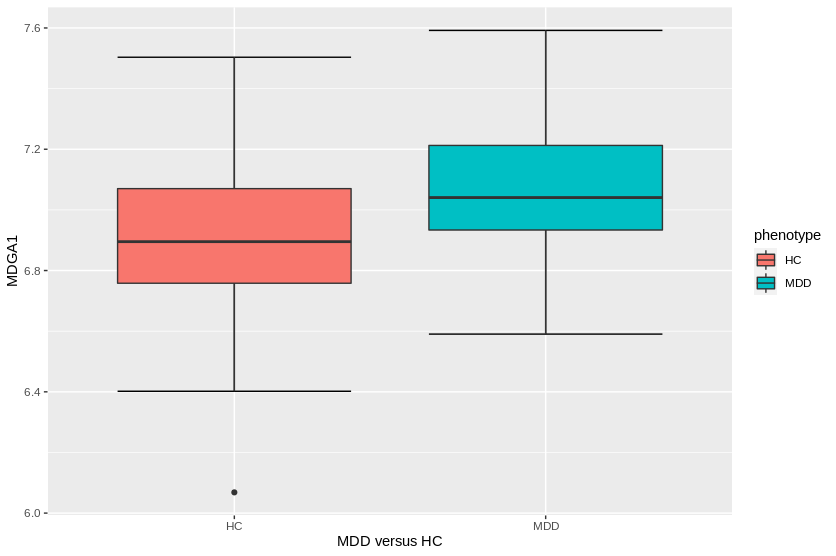 MDGA1
7.6
7.2
6.8
6.4
6.0
HC
MDD
MDD versus HC
phenotype
HC
MDD